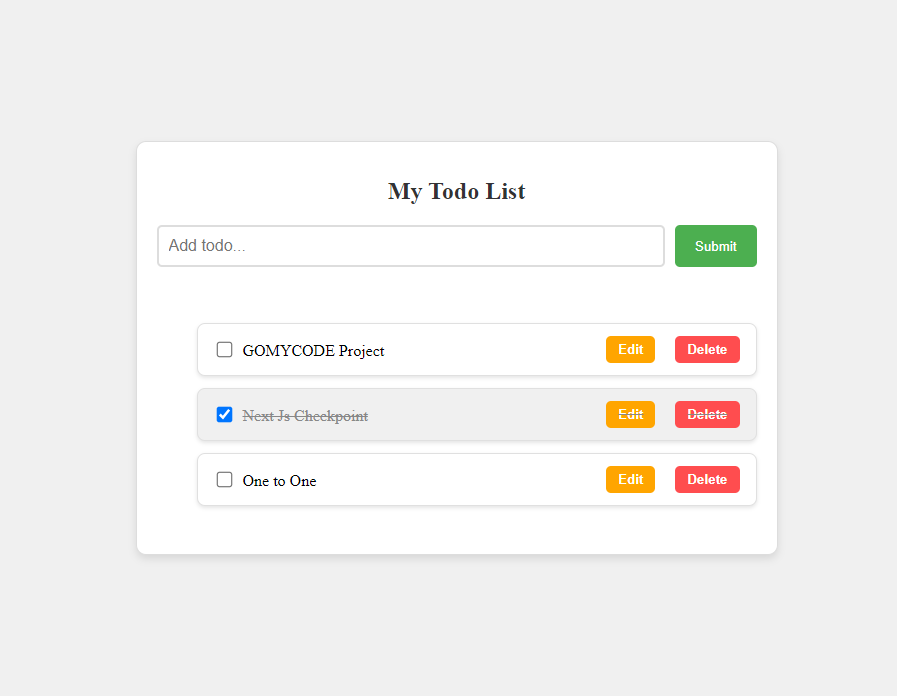 My Todo List
Add todo...
Submit
GOMYCODE Project
Edit
Delete
Next Js Checkpoint
Edit
Delete
One to One
Edit
Delete